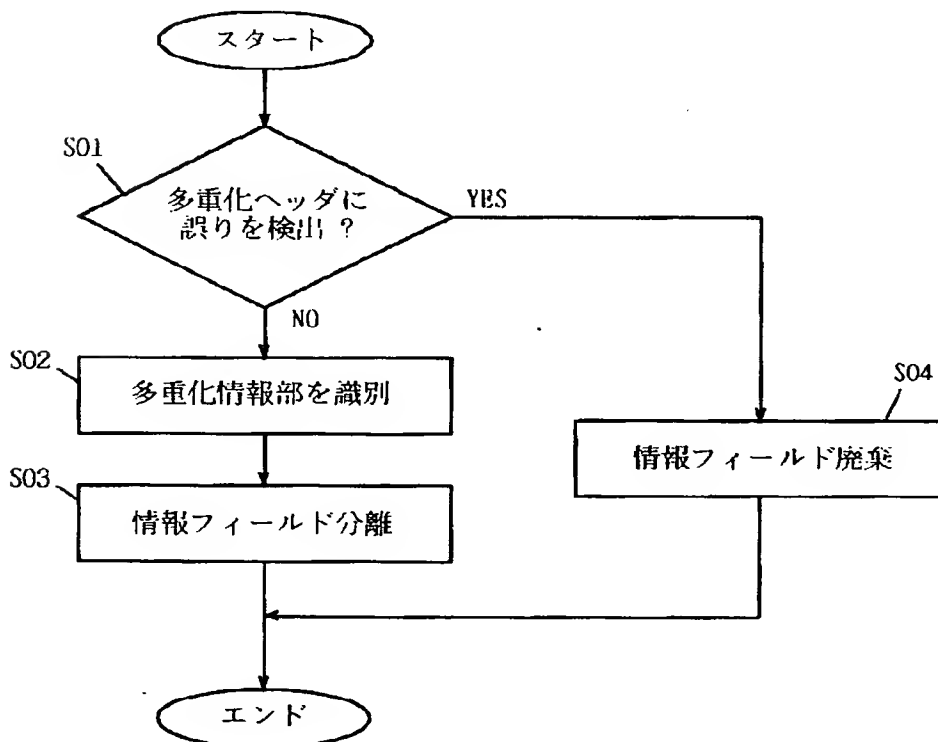 スタート
S01
多重化ヘッダに
誤りを検出？
YES
NO
S02
多重化情報部を識別
S04
情報フィールド廃棄
S03
情報フィールド分離
エンド